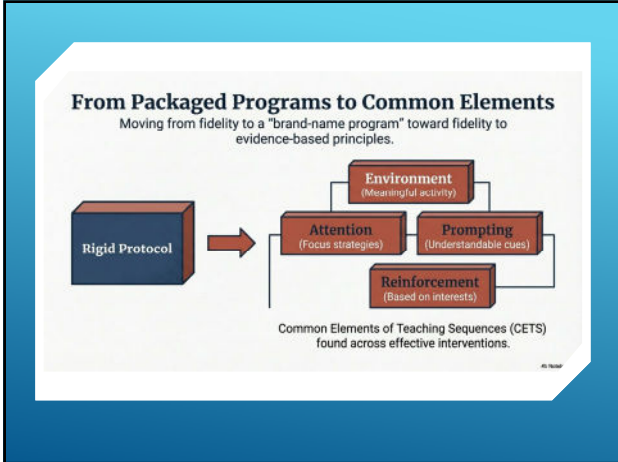 From Packaged Programs to Common Elements
Moving from fidelity to a “brand-name program” toward fidelity to
evidence-based principles.
Rigid Protocol
Environment
(Meaningful activity)
Attention
(Focus strategies)
Prompting
(Understandable cues)
Reinforcement
(Based on interests)
Common Elements of Teaching Sequences (CETS)
found across effective interventions.